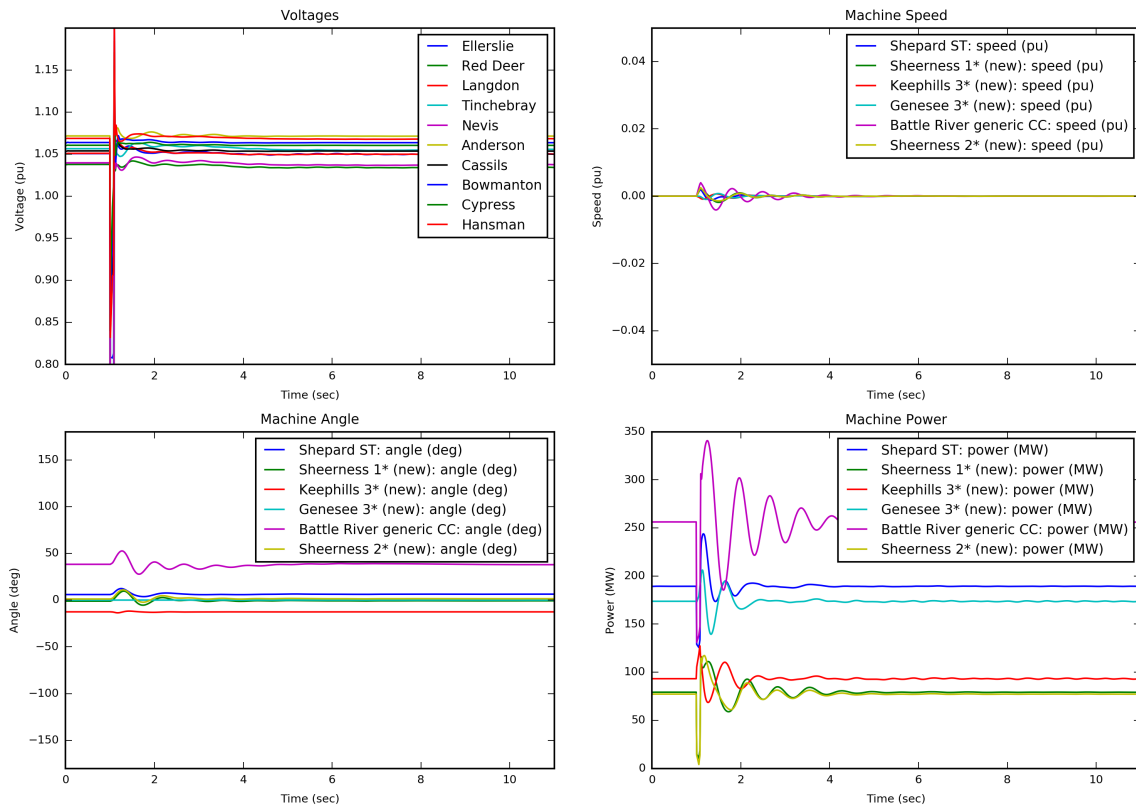 Voltages
1.15
1.10
1.05
1.00
0.95
0.90
0.85
0.80
Voltage (pu)
0
2
4
6
8
10
Time (sec)
Ellerslie
Red Deer
Langdon
Tinchebray
Nevis
Anderson
Cassils
Bowmanton
Cypress
Hansman
Machine Speed
0.04
0.02
0.00
−0.02
−0.04
Speed (pu)
0
2
4
6
8
10
Time (sec)
Shepard ST: speed (pu)
Sheerness 1* (new): speed (pu)
Keephills 3* (new): speed (pu)
Genesee 3* (new): speed (pu)
Battle River generic CC: speed (pu)
Sheerness 2* (new): speed (pu)
Machine Angle
150
100
50
0
−50
−100
−150
Angle (deg)
0
2
4
6
8
10
Time (sec)
Shepard ST: angle (deg)
Sheerness 1* (new): angle (deg)
Keephills 3* (new): angle (deg)
Genesee 3* (new): angle (deg)
Battle River generic CC: angle (deg)
Sheerness 2* (new): angle (deg)
Machine Power
350
300
250
200
150
100
50
0
Power (MW)
0
2
4
6
8
10
Time (sec)
Shepard ST: power (MW)
Sheerness 1* (new): power (MW)
Keephills 3* (new): power (MW)
Genesee 3* (new): power (MW)
Battle River generic CC: power (MW)
Sheerness 2* (new): power (MW)